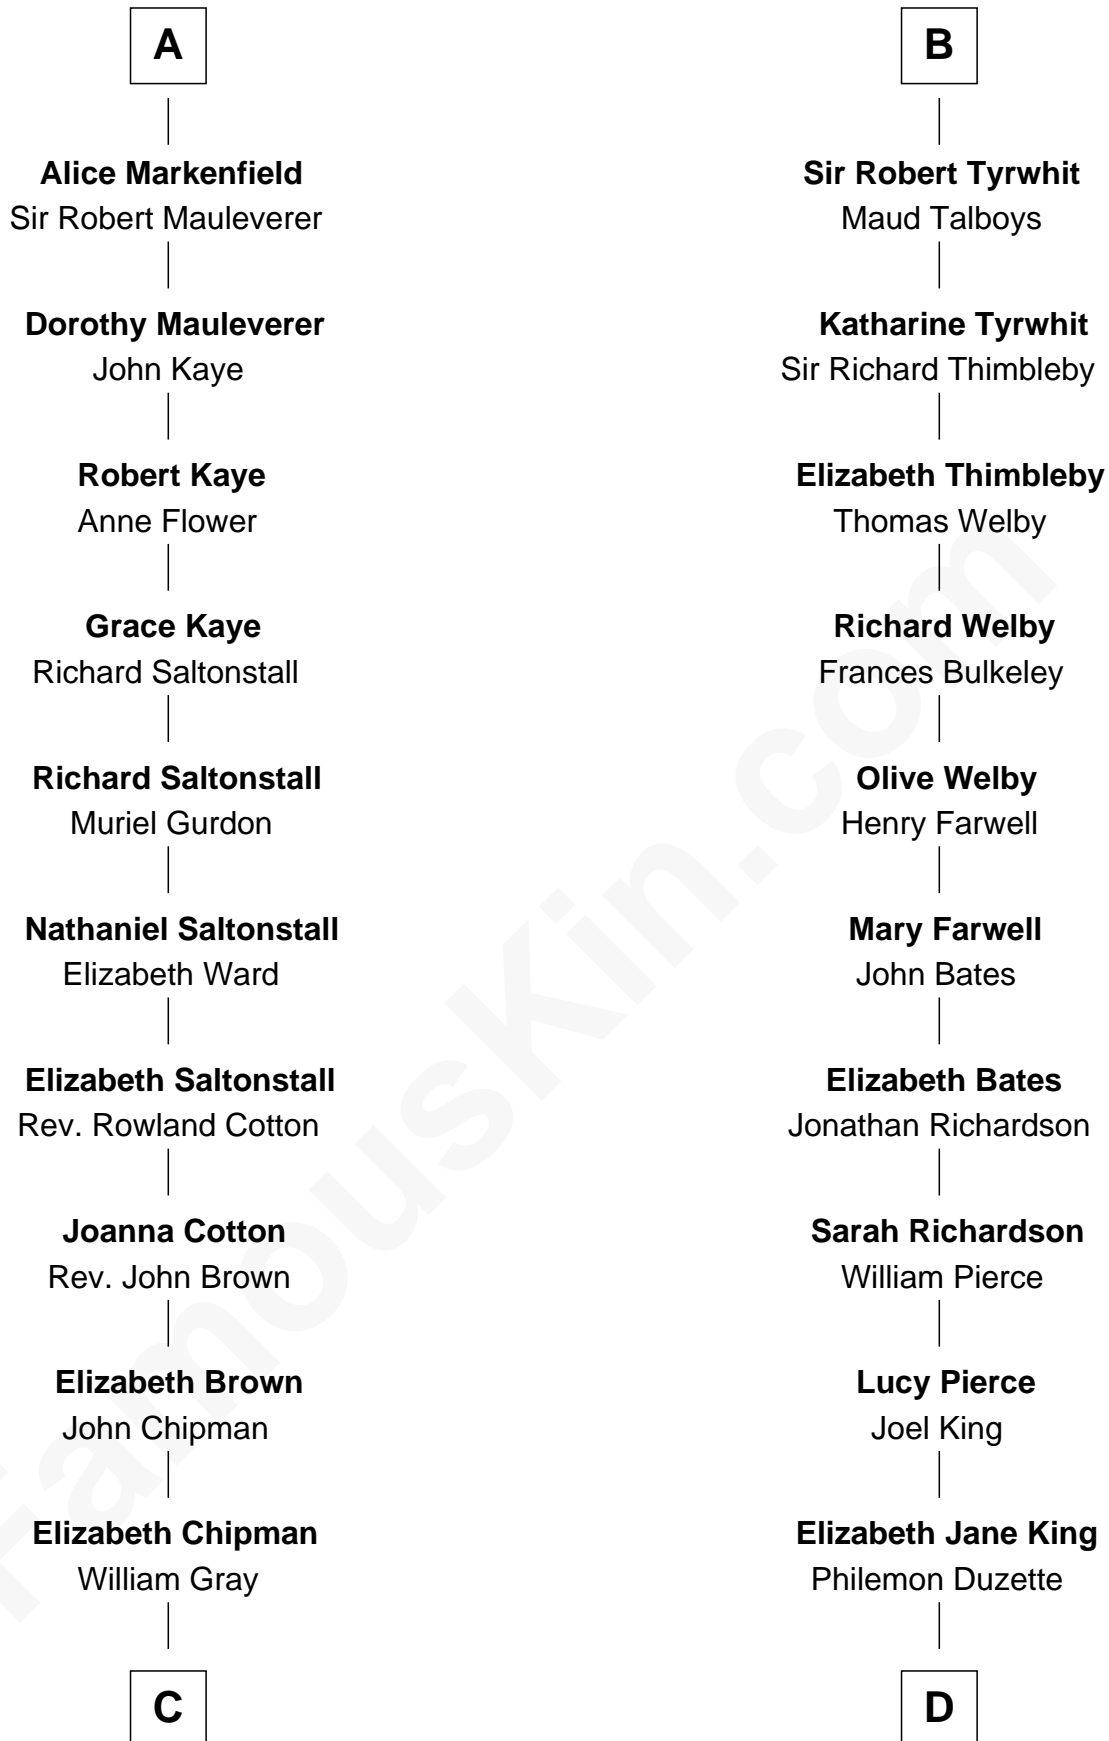 A
Alice Markenfield
Sir Robert Mauleverer
Dorothy Mauleverer
John Kaye
Robert Kaye
Anne Flower
Grace Kaye
Richard Saltonstall
Richard Saltonstall
Muriel Gurdon
Nathaniel Saltonstall
Elizabeth Ward
Elizabeth Saltonstall
Rev. Rowland Cotton
Joanna Cotton
Rev. John Brown
Elizabeth Brown
John Chipman
Elizabeth Chipman
William Gray
C
B
Sir Robert Tyrwhit
Maud Talboys
Katharine Tyrwhit
Sir Richard Thimbleby
Elizabeth Thimbleby
Thomas Welby
Richard Welby
Frances Bulkeley
Olive Welby
Henry Farwell
Mary Farwell
John Bates
Elizabeth Bates
Jonathan Richardson
Sarah Richardson
William Pierce
Lucy Pierce
Joel King
Elizabeth Jane King
Philemon Duzette
D
FamousKin.com